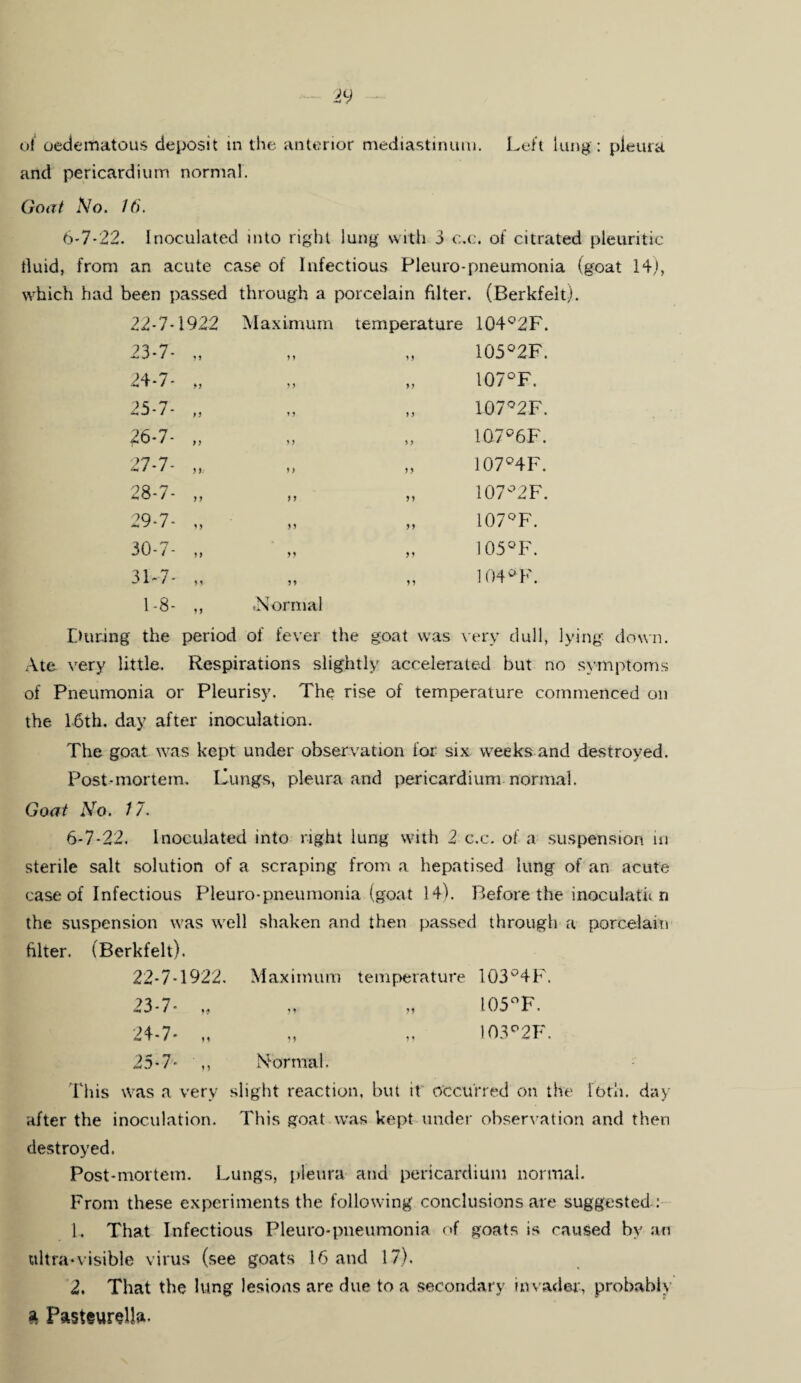 — 29 —
of oedematous deposit in the anterior mediastinum. Left lung: pleura
and pericardium normal.
Goat No. 16.
6-7-22. Inoculated into right lung with 3 c.c. of citrated pleuritic
fluid, from an acute case of Infectious Pleuro-pneumonia (goat 14),
which had been passed through a porcelain filter. (Berkfelt).
22-7-1922 Maximum temperature 104°2F.
23-7- „ „ „ 105°2F.
24-7- „ „ „ 107°F.
25-7- „ „ „ 107°2F.
26-7- „ „ „ 107°6F.
27-7- „ „ „ 107°4F.
28-7- „ „ „ 107°2F.
29-7- „ „ „ 107°F.
30-7- „ „ „ 105°F.
31-7- „ „ „ 104°F.
1-8- „ Normal
During the period of fever the goat was very dull, lying down.
Ate very little. Respirations slightly accelerated but no symptoms
of Pneumonia or Pleurisy. The rise of temperature commenced on
the 16th. day after inoculation.
The goat was kept under observation for six weeks and destroyed.
Post-mortem. Lungs, pleura and pericardium normal.
Goat No. 17.
6-7-22. Inoculated into right lung with 2 c.c. of a suspension in
sterile salt solution of a scraping from a hepatised lung of an acute
case of Infectious Pleuro-pneumonia (goat 14). Before the inoculati n
the suspension was well shaken and then passed through a porcelain
filter. (Berkfelt).
22-7-1922. Maximum temperature 103°4F.
23-7- „ „ „ 105°F.
24-7- „ „ „ 103°2F.
25-7- „ Normal.
This was a very slight reaction, but it occurred on the 16th. day
after the inoculation. This goat was kept under observation and then
destroyed.
Post-mortem. Lungs, pleura and pericardium normal.
From these experiments the following conclusions are suggested:
1. That Infectious Pleuro-pneumonia of goats is caused by an
ultra-visible virus (see goats 16 and 17).
2. That the lung lesions are due to a secondary invader, probably
a Pasteurella.